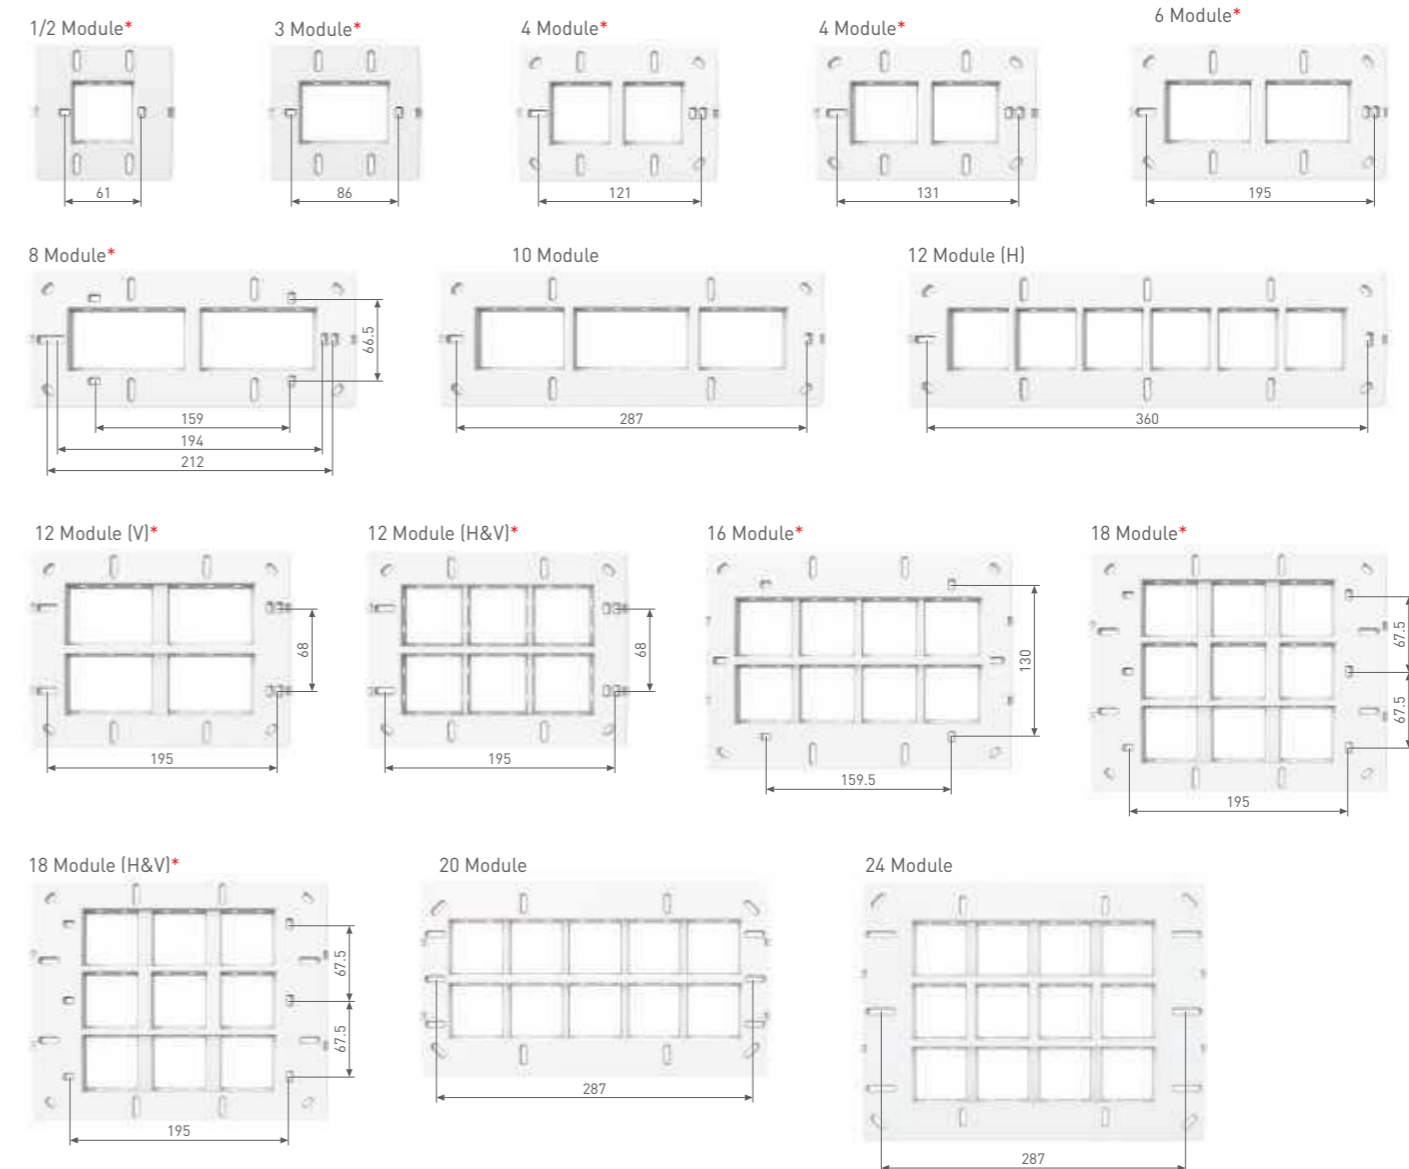 1/2 Module*
3 Module*
4 Module*
4 Module*
6 Module*
61
86
121
131
195
8 Module*
10 Module
12 Module (H)
66.5
159
194
212
287
360
12 Module (V)*
12 Module (H&V)*
16 Module*
18 Module*
68
195
68
195
130
159.5
67.5
67.5
195
18 Module (H&V)*
20 Module
24 Module
67.5
67.5
195
287
287